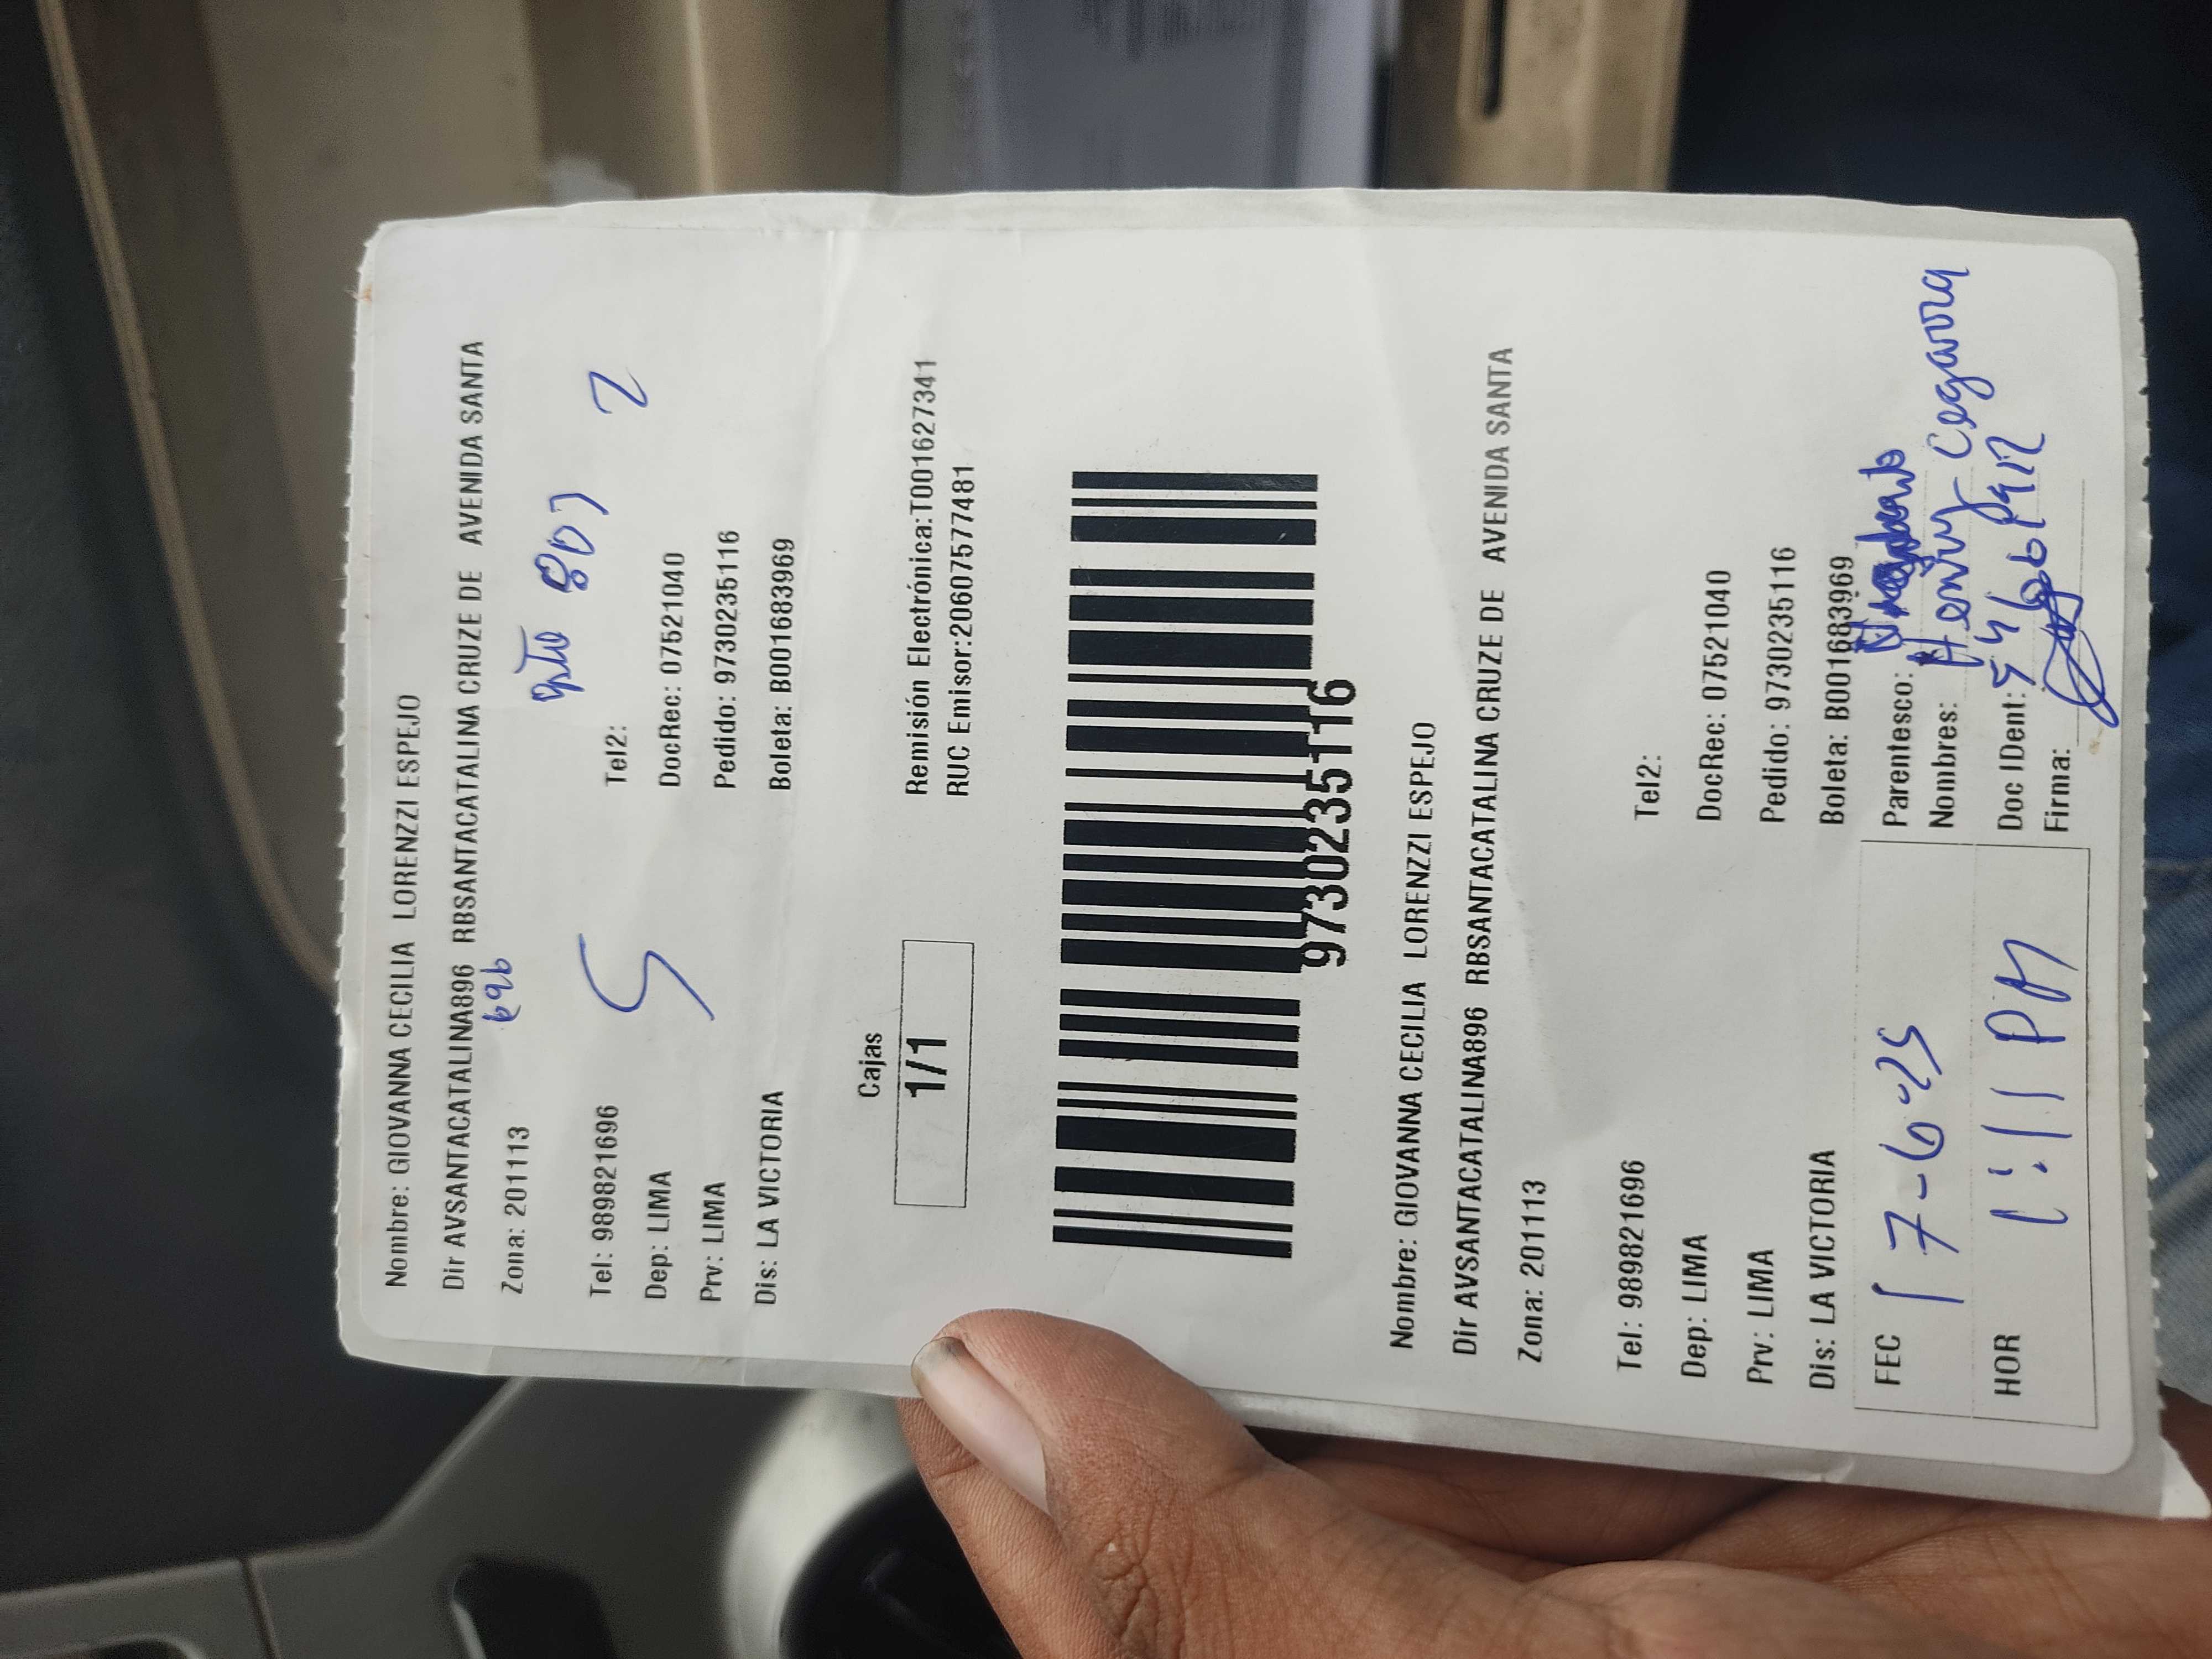 Nombre: GIOVANNA CECILIA LORENZZI ESPEJO
Dir AVSANTACATALINA896 RBSANTACATALINA CRUZE DE AVENIDA SANTA
Zona: 201113
Tel: 989821696 Tel2:
Dep: LIMA DocRec: 07521040
Prv: LIMA Pedido: 9730235116
Dis: LA VICTORIA Boleta: B001683969
Cajas
1/1
Remisión Electrónica:T001627341
RUC Emisor:20607577481
9730235116
Nombre: GIOVANNA CECILIA LORENZZI ESPEJO
Dir AVSANTACATALINA896 RBSANTACATALINA CRUZE DE AVENIDA SANTA
Zona: 201113
Tel: 989821696 Tel2:
Dep: LIMA DocRec: 07521040
Prv: LIMA Pedido: 9730235116
Dis: LA VICTORIA Boleta: B001683969
FEC 17-6-25 Parentesco:
Nombres: Henry Cegarra
HOR 1:11 PM Doc IDent:
Firma: